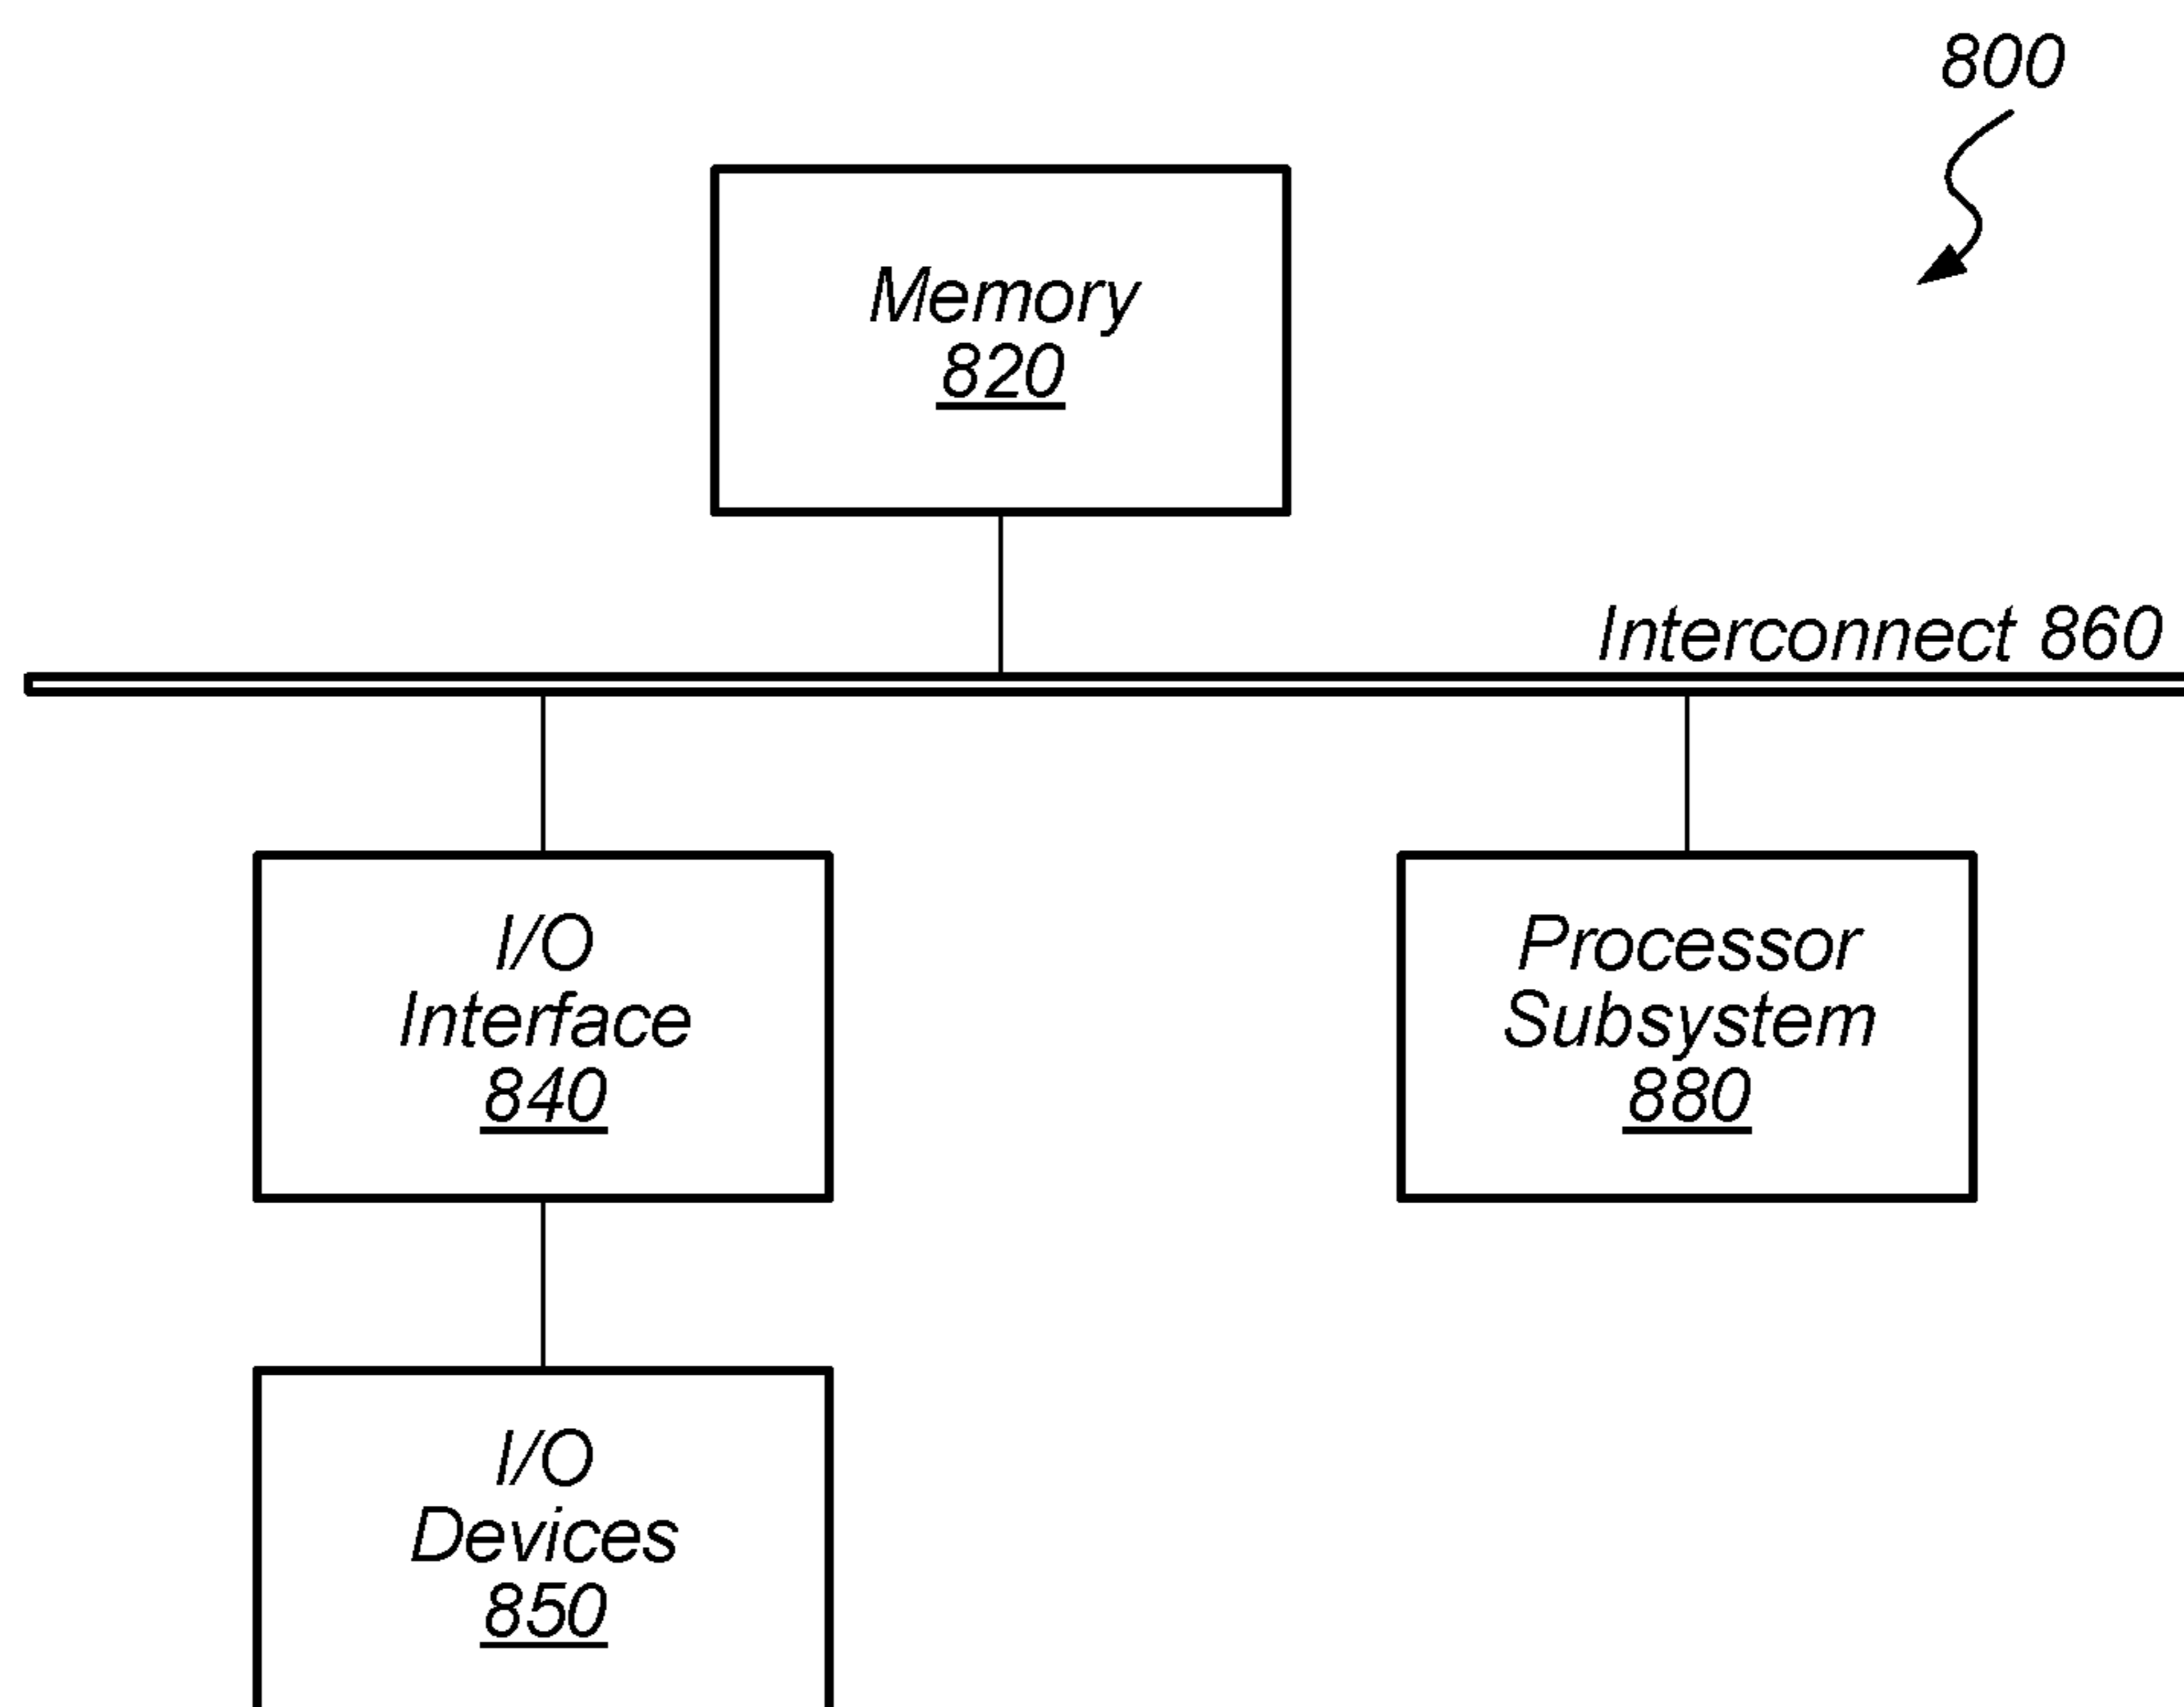 800
Memory
820
Interconnect 860
I/O
Interface
840
Processor
Subsystem
880
I/O
Devices
850